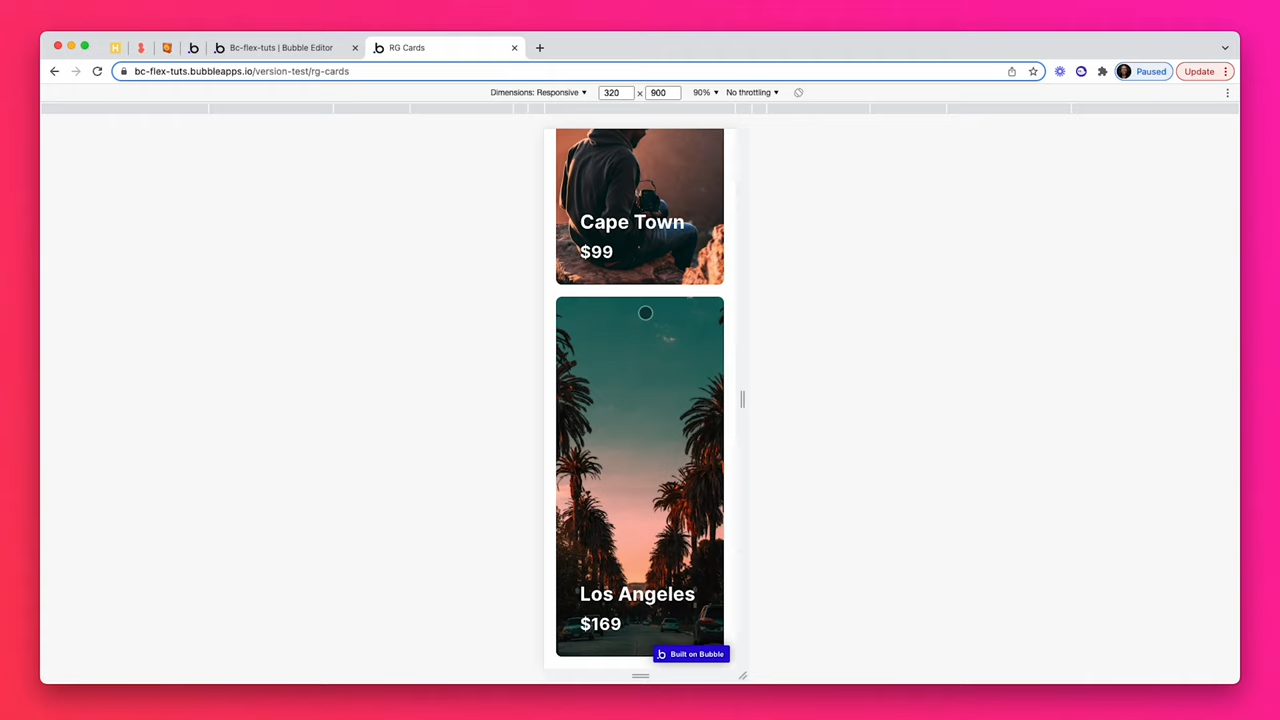 Bc-flex-tuts | Bubble Editor
RG Cards
bc-flex-tuts.bubbleapps.io/version-test/rg-cards
Paused
Update
Dimensions: Responsive
320 × 900
90%
No throttling
Cape Town
$99
Los Angeles
$169
Built on Bubble